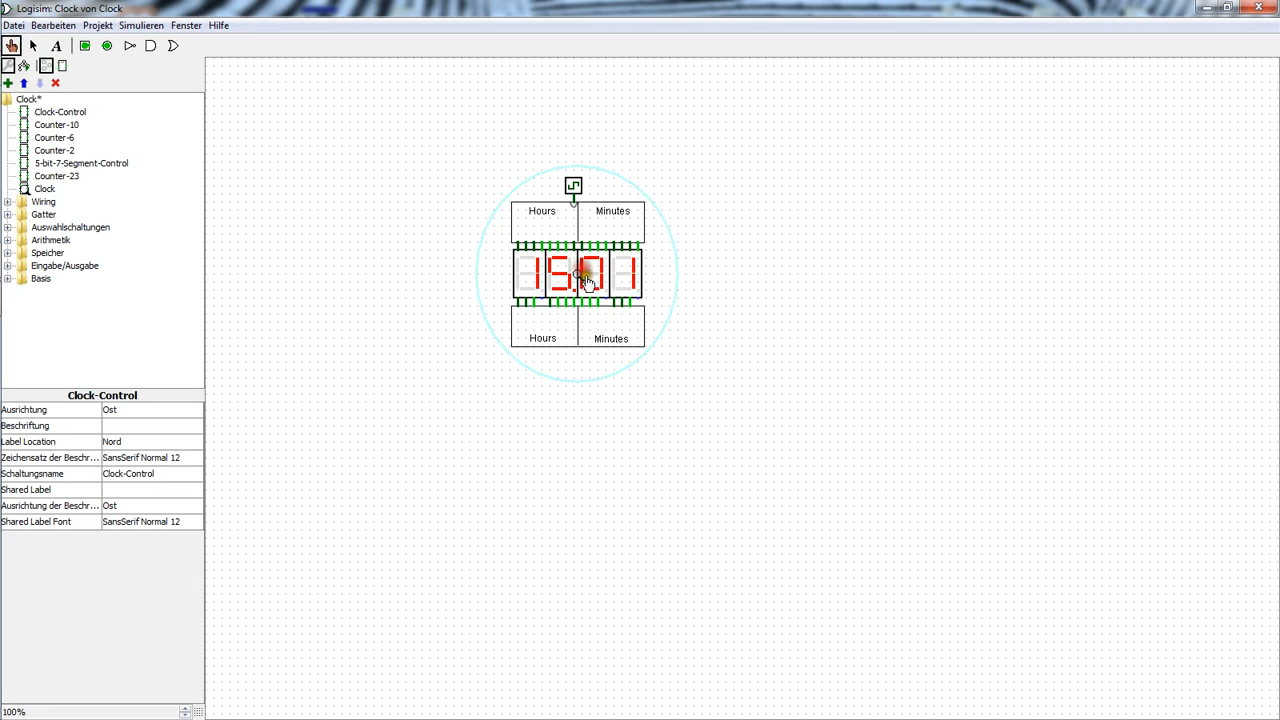 Logisim: Clock von Clock
Datei Bearbeiten Projekt Simulieren Fenster Hilfe
A
Clock*
Clock-Control
Counter-10
Counter-6
Counter-2
5-bit-7-Segment-Control
Counter-23
Clock
Wiring
Gatter
Auswahlschaltungen
Arithmetik
Speicher
Eingabe/Ausgabe
Basis
Hours Minutes
15.01
Hours Minutes
Clock-Control
Ausrichtung Ost
Beschriftung
Label Location Nord
Zeichensatz der Beschr... SansSerif Normal 12
Schaltungsname Clock-Control
Shared Label
Ausrichtung der Beschr... Ost
Shared Label Font SansSerif Normal 12
100%